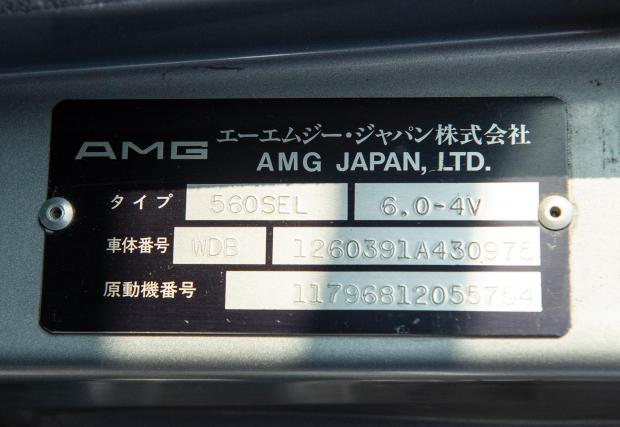 AMG エーエムジー・ジャパン株式会社
AMG JAPAN, LTD.
タイプ 560SEL 6.0-4V
車体番号 WDB 1260391A430975
原動機番号 11796812055754